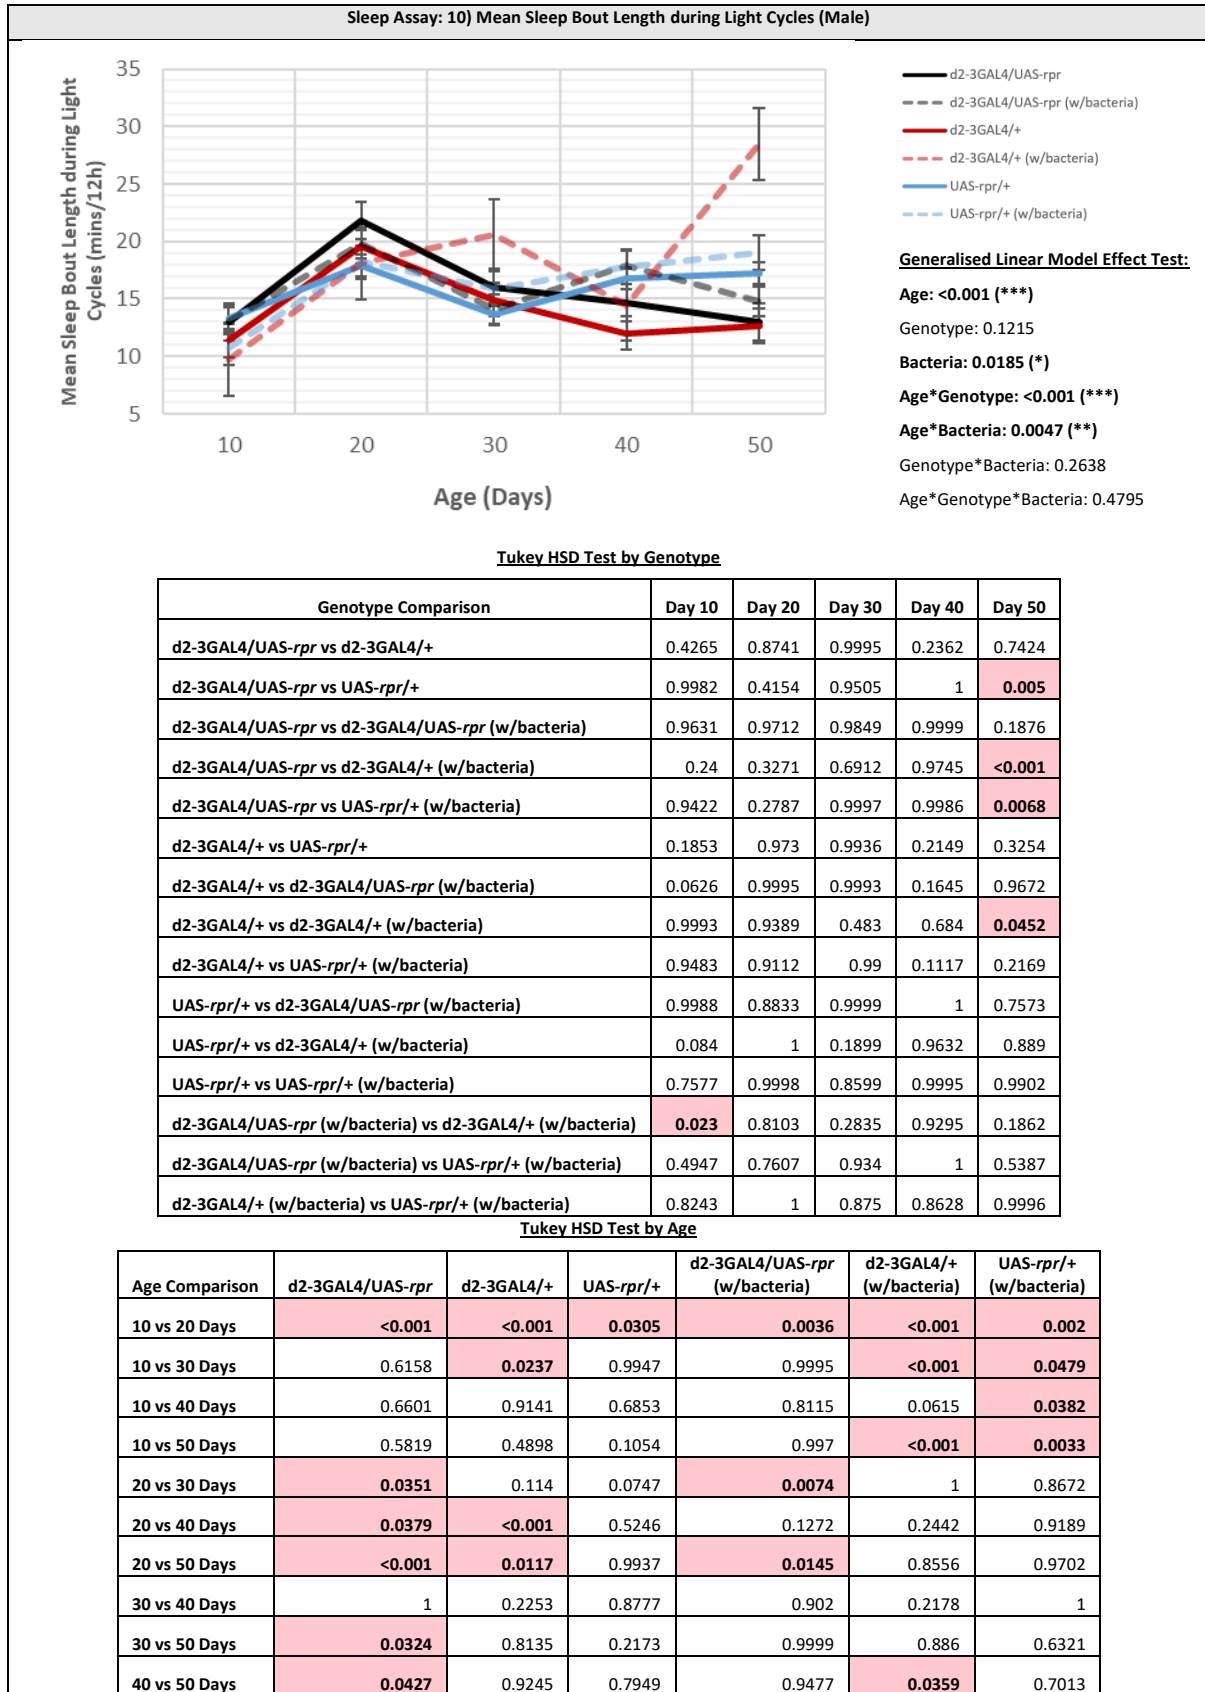 Sleep Assay: 10) Mean Sleep Bout Length during Light Cycles (Male)
Mean Sleep Bout Length during Light
Cycles (mins/12h)
35
30
25
20
15
10
5
10 20 30 40 50
Age (Days)
d2-3GAL4/UAS-rpr
d2-3GAL4/UAS-rpr (w/bacteria)
d2-3GAL4/+
d2-3GAL4/+ (w/bacteria)
UAS-rpr/+
UAS-rpr/+ (w/bacteria)
Generalised Linear Model Effect Test:
Age: <0.001 (***)
Genotype: 0.1215
Bacteria: 0.0185 (*)
Age*Genotype: <0.001 (***)
Age*Bacteria: 0.0047 (**)
Genotype*Bacteria: 0.2638
Age*Genotype*Bacteria: 0.4795
Tukey HSD Test by Genotype
Genotype Comparison Day 10 Day 20 Day 30 Day 40 Day 50
d2-3GAL4/UAS-rpr vs d2-3GAL4/+ 0.4265 0.8741 0.9995 0.2362 0.7424
d2-3GAL4/UAS-rpr vs UAS-rpr/+ 0.9982 0.4154 0.9505 1 0.005
d2-3GAL4/UAS-rpr vs d2-3GAL4/UAS-rpr (w/bacteria) 0.9631 0.9712 0.9849 0.9999 0.1876
d2-3GAL4/UAS-rpr vs d2-3GAL4/+ (w/bacteria) 0.24 0.3271 0.6912 0.9745 <0.001
d2-3GAL4/UAS-rpr vs UAS-rpr/+ (w/bacteria) 0.9422 0.2787 0.9997 0.9986 0.0068
d2-3GAL4/+ vs UAS-rpr/+ 0.1853 0.973 0.9936 0.2149 0.3254
d2-3GAL4/+ vs d2-3GAL4/UAS-rpr (w/bacteria) 0.0626 0.9995 0.9993 0.1645 0.9672
d2-3GAL4/+ vs d2-3GAL4/+ (w/bacteria) 0.9993 0.9389 0.483 0.684 0.0452
d2-3GAL4/+ vs UAS-rpr/+ (w/bacteria) 0.9483 0.9112 0.99 0.1117 0.2169
UAS-rpr/+ vs d2-3GAL4/UAS-rpr (w/bacteria) 0.9988 0.8833 0.9999 1 0.7573
UAS-rpr/+ vs d2-3GAL4/+ (w/bacteria) 0.084 1 0.1899 0.9632 0.889
UAS-rpr/+ vs UAS-rpr/+ (w/bacteria) 0.7577 0.9998 0.8599 0.9995 0.9902
d2-3GAL4/UAS-rpr (w/bacteria) vs d2-3GAL4/+ (w/bacteria) 0.023 0.8103 0.2835 0.9295 0.1862
d2-3GAL4/UAS-rpr (w/bacteria) vs UAS-rpr/+ (w/bacteria) 0.4947 0.7607 0.934 1 0.5387
d2-3GAL4/+ (w/bacteria) vs UAS-rpr/+ (w/bacteria) 0.8243 1 0.875 0.8628 0.9996
Tukey HSD Test by Age
Age Comparison d2-3GAL4/UAS-rpr d2-3GAL4/+ UAS-rpr/+ d2-3GAL4/UAS-rpr (w/bacteria) d2-3GAL4/+ (w/bacteria) UAS-rpr/+ (w/bacteria)
10 vs 20 Days <0.001 <0.001 0.0305 0.0036 <0.001 0.002
10 vs 30 Days 0.6158 0.0237 0.9947 0.9995 <0.001 0.0479
10 vs 40 Days 0.6601 0.9141 0.6853 0.8115 0.0615 0.0382
10 vs 50 Days 0.5819 0.4898 0.1054 0.997 <0.001 0.0033
20 vs 30 Days 0.0351 0.114 0.0747 0.0074 1 0.8672
20 vs 40 Days 0.0379 <0.001 0.5246 0.1272 0.2442 0.9189
20 vs 50 Days <0.001 0.0117 0.9937 0.0145 0.8556 0.9702
30 vs 40 Days 1 0.2253 0.8777 0.902 0.2178 1
30 vs 50 Days 0.0324 0.8135 0.2173 0.9999 0.886 0.6321
40 vs 50 Days 0.0427 0.9245 0.7949 0.9477 0.0359 0.7013